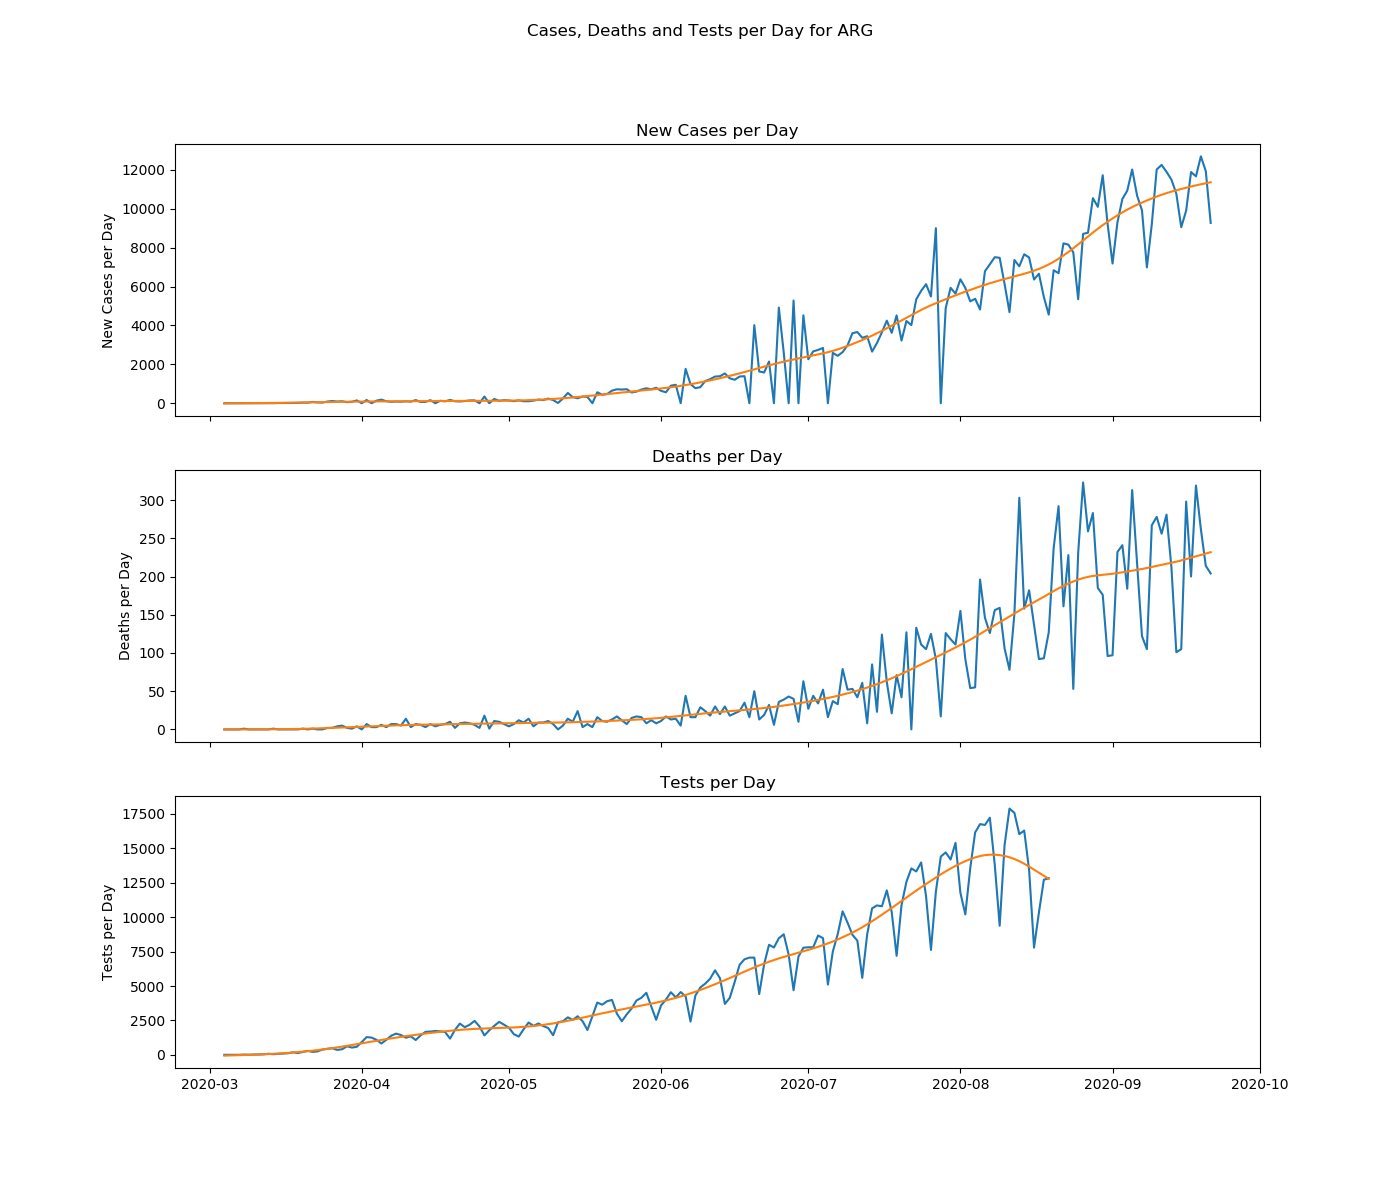 Cases, Deaths and Tests per Day for ARG
New Cases per Day
New Cases per Day
12000
10000
8000
6000
4000
2000
0
Deaths per Day
Deaths per Day
300
250
200
150
100
50
0
Tests per Day
Tests per Day
17500
15000
12500
10000
7500
5000
2500
0
2020-03 2020-04 2020-05 2020-06 2020-07 2020-08 2020-09 2020-10